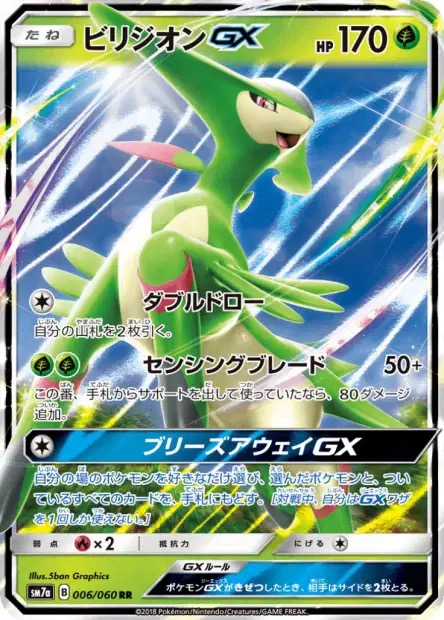 たね ビリジオンGX HP 170
ダブルドロー
自分の山札を2枚引く。
センシングブレード 50+
この番、手札からサポートを出して使っていたなら、80ダメージ
追加。
ブリーズアウェイGX
自分の場のポケモンを好きなだけ選び、選んだポケモンと、つい
ているすべてのカードを、手札にもどす。[対戦中、自分はGXワザ
を1回しか使えない。]
弱点 ×2 抵抗力 にげる
Illus.5ban Graphics
GXルール
ポケモンGXがきぜつしたとき、相手はサイドを2枚とる。
SM7a B 006/060 RR
©2018 Pokémon/Nintendo/Creatures/GAME FREAK.